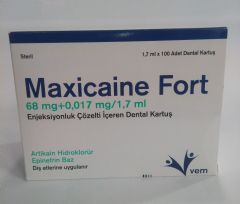 Steril
1,7 ml x 100 Adet Dental Kartuş
Maxicaine Fort
68 mg+0,017 mg/1,7 ml
Enjeksiyonluk Çözelti İçeren Dental Kartuş
Artikain Hidroklorür
Epinefrin Baz
Diş etlerine uygulanır
vem